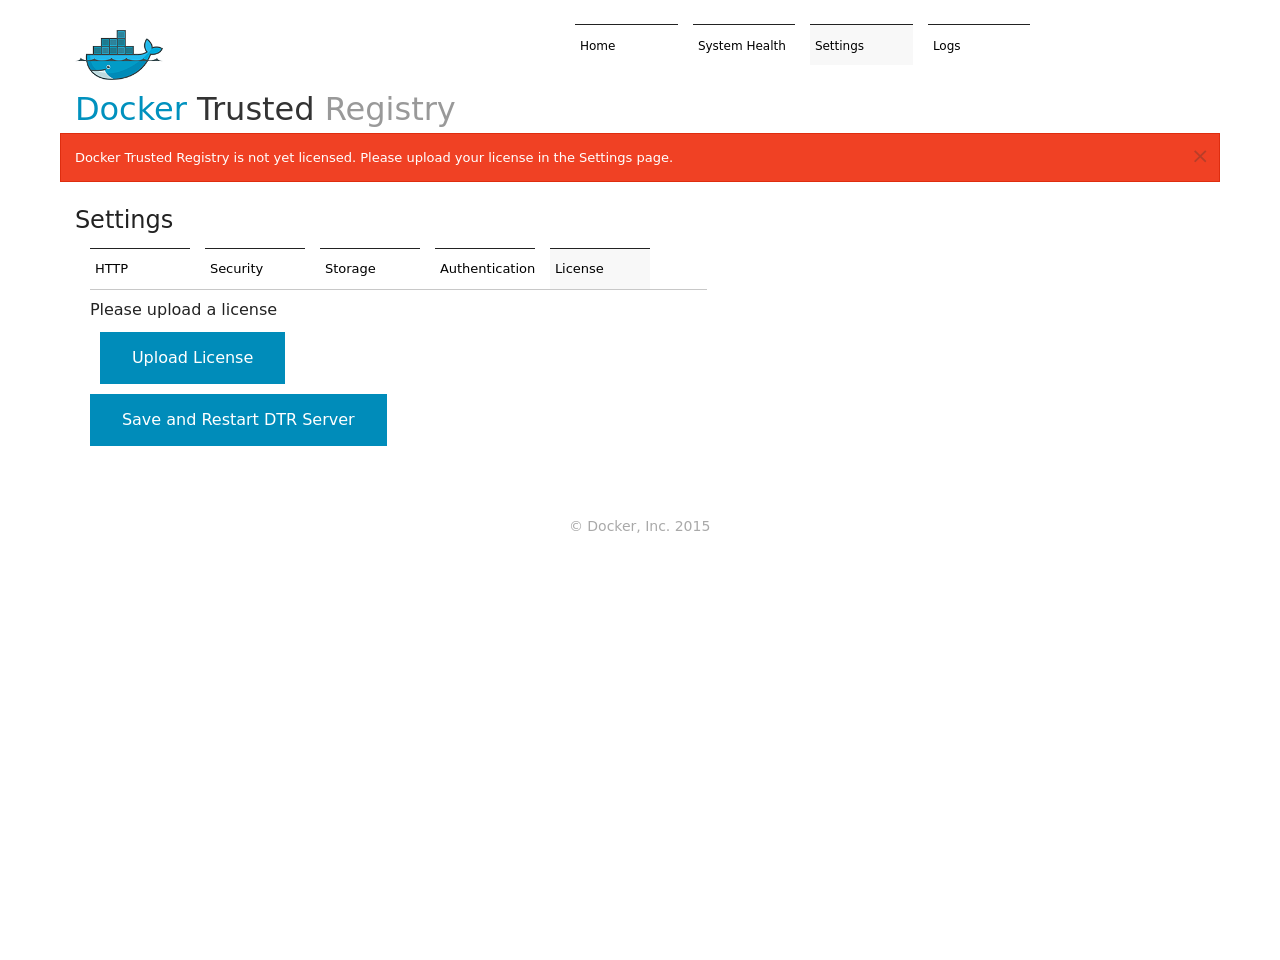 Home System Health Settings Logs
Docker Trusted Registry
Docker Trusted Registry is not yet licensed. Please upload your license in the Settings page.
×
Settings
HTTP Security Storage Authentication License
Please upload a license
Upload License
Save and Restart DTR Server
© Docker, Inc. 2015